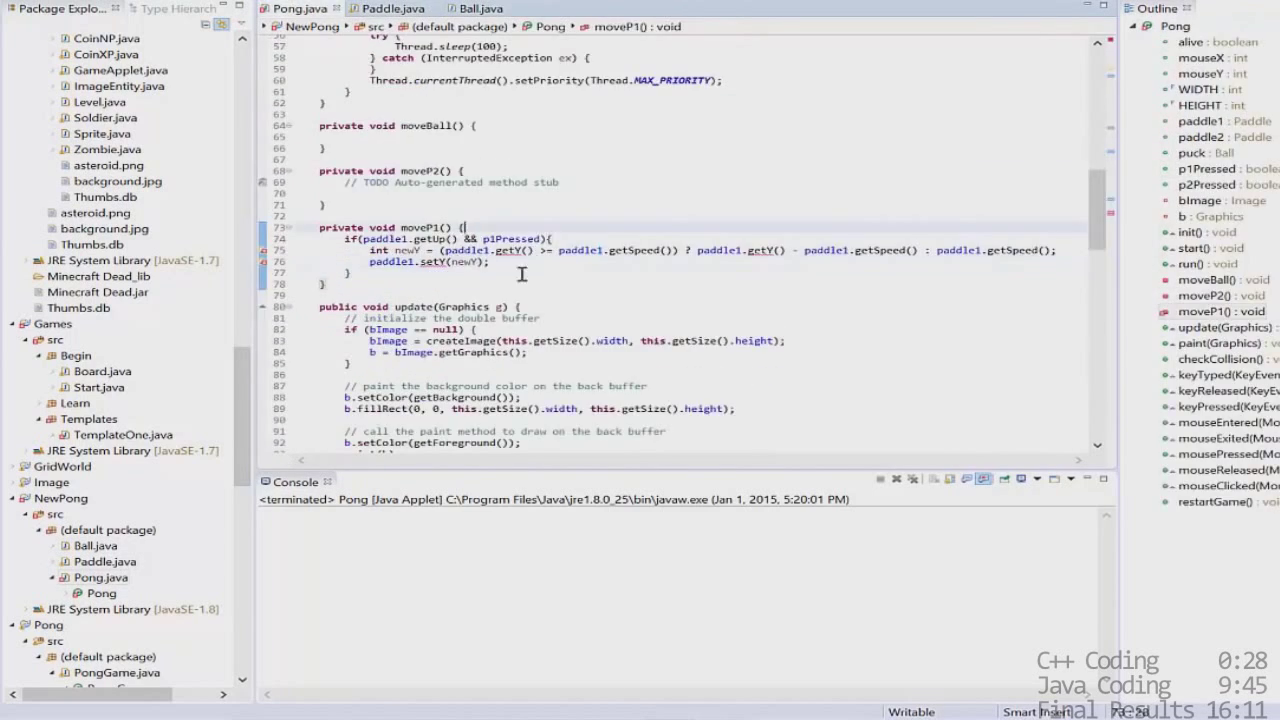 Package Explo...
Type Hierarch
CoinNP.java
CoinXP.java
GameApplet.java
ImageEntity.java
Level.java
Soldier.java
Sprite.java
Zombie.java
asteroid.png
background.jpg
Thumbs.db
asteroid.png
background.jpg
Thumbs.db
JRE System Library [JavaSE-1.7]
Minecraft Dead_lib
Minecraft Dead.jar
Thumbs.db
Games
src
Begin
Board.java
Start.java
Learn
Templates
TemplateOne.java
JRE System Library [JavaSE-1.7]
GridWorld
Image
NewPong
src
(default package)
Ball.java
Paddle.java
Pong.java
Pong
JRE System Library [JavaSE-1.8]
Pong
src
(default package)
PongGame.java
Pong.java Paddle.java Ball.java
NewPong src (default package) Pong moveP1() : void
56 try {
57 Thread.sleep(100);
58 } catch (InterruptedException ex) {
59 }
60 Thread.currentThread().setPriority(Thread.MAX_PRIORITY);
61 }
62 }
63
64 private void moveBall() {
65
66 }
67
68 private void moveP2() {
69 // TODO Auto-generated method stub
70
71 }
72
73 private void moveP1() {
74 if(paddle1.getUp() && p1Pressed){
75 int newY = (paddle1.getY() >= paddle1.getSpeed()) ? paddle1.getY() - paddle1.getSpeed() : paddle1.getSpeed();
76 paddle1.setY(newY);
77 }
78 }
79
80 public void update(Graphics g) {
81 // initialize the double buffer
82 if (bImage == null) {
83 bImage = createImage(this.getSize().width, this.getSize().height);
84 b = bImage.getGraphics();
85 }
86
87 // paint the background color on the back buffer
88 b.setColor(getBackground());
89 b.fillRect(0, 0, this.getSize().width, this.getSize().height);
90
91 // call the paint method to draw on the back buffer
92 b.setColor(getForeground());
Console
<terminated> Pong [Java Applet] C:\Program Files\Java\jre1.8.0_25\bin\javaw.exe (Jan 1, 2015, 5:20:01 PM)
Outline
Pong
alive : boolean
mouseX : int
mouseY : int
WIDTH : int
HEIGHT : int
paddle1 : Paddle
paddle2 : Paddle
puck : Ball
p1Pressed : boolean
p2Pressed : boolean
bImage : Image
b : Graphics
init() : void
start() : void
run() : void
moveBall() : void
moveP2() : void
moveP1() : void
update(Graphics) : void
paint(Graphics) : void
checkCollision() : void
keyTyped(KeyEvent
keyReleased(KeyEv
keyPressed(KeyEve
mouseEntered(Mou
mouseExited(Mous
mousePressed(Mou
mouseReleased(Mo
mouseClicked(Mou
restartGame() : voi
C++ Coding 0:28
Java Coding 9:45
Final Results 16:11
Writable Smart Insert